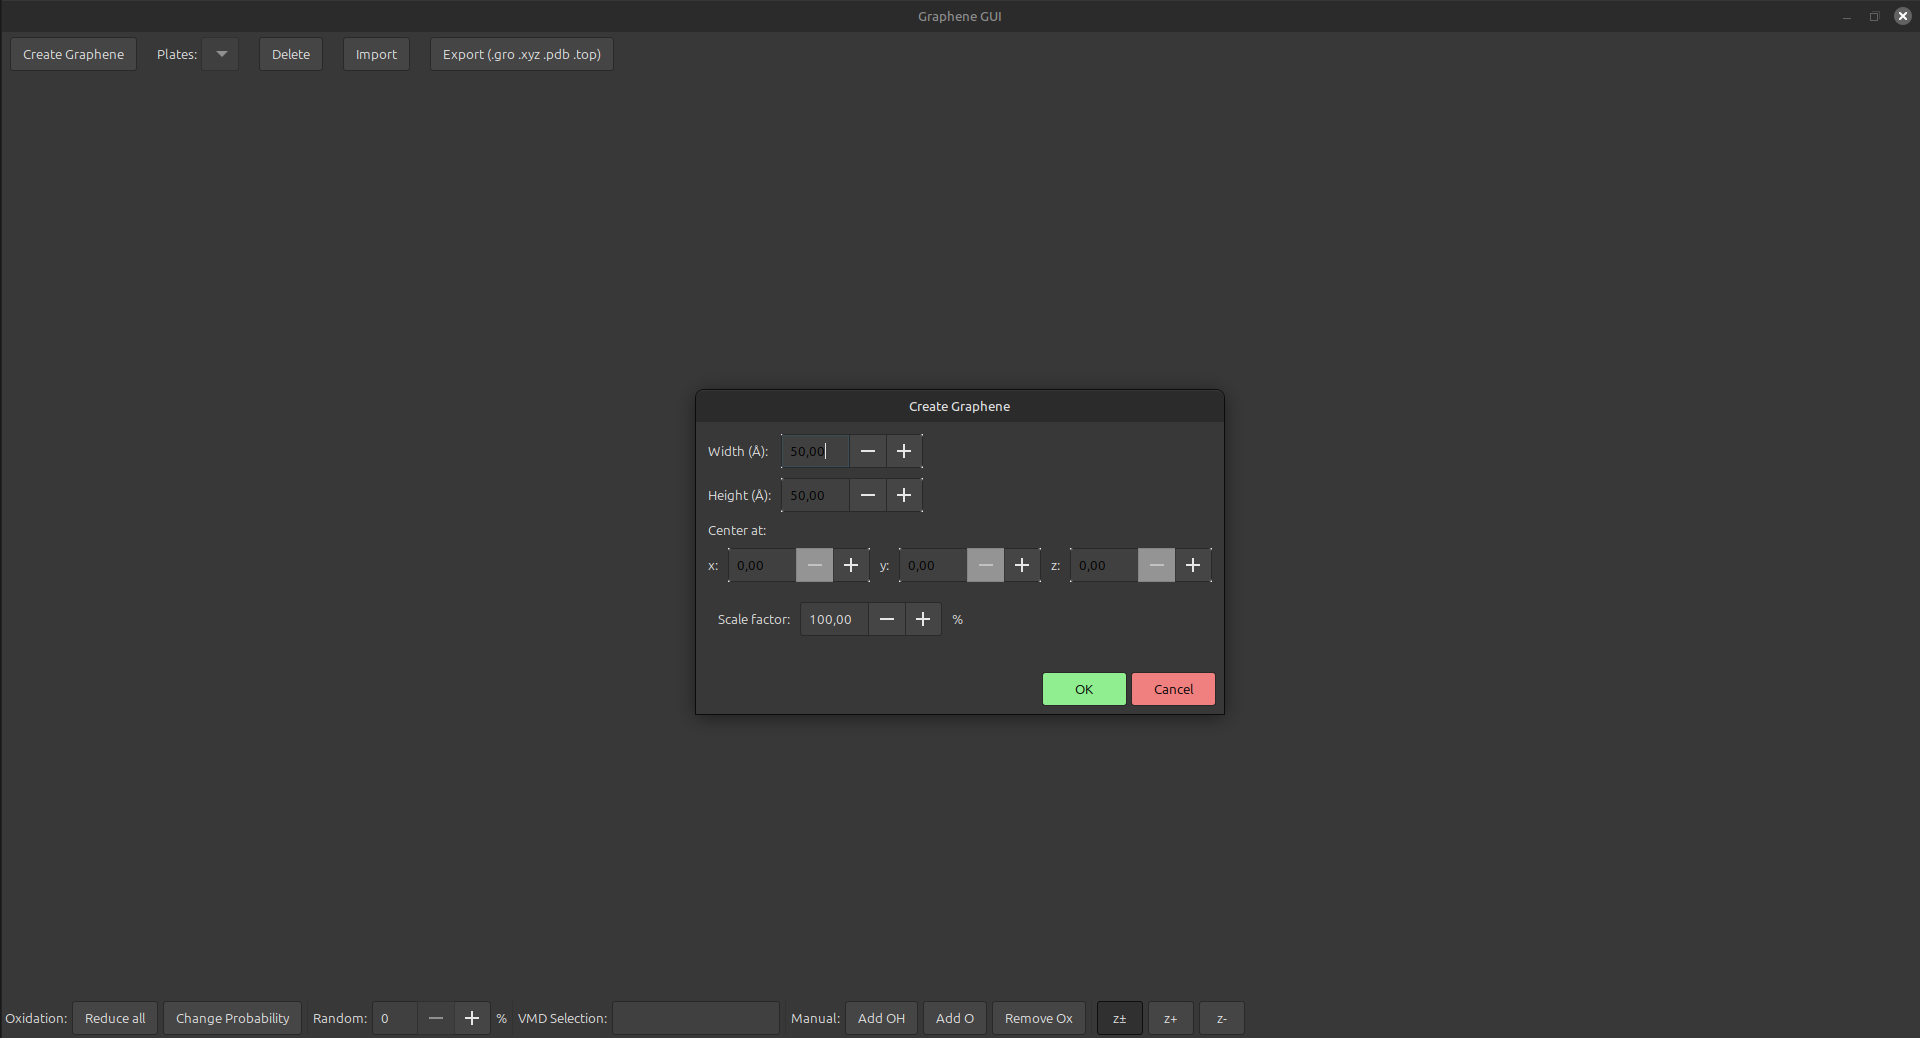 Graphene GUI
Create Graphene Plates: Delete Import Export (.gro .xyz .pdb .top)
Create Graphene
Width (Å): 50,00
Height (Å): 50,00
Center at:
x: 0,00 y: 0,00 z: 0,00
Scale factor: 100,00 %
OK Cancel
Oxidation: Reduce all Change Probability Random: 0 % VMD Selection: Manual: Add OH Add O Remove Ox z± z+ z-